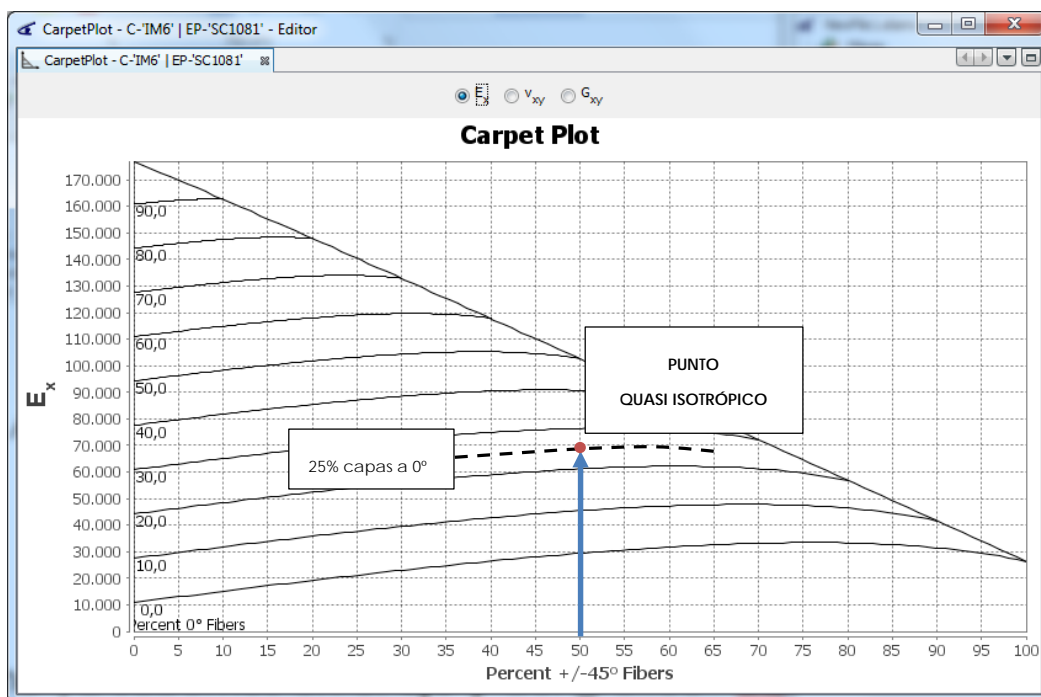 CarpetPlot - C-'IM6' | EP-'SC1081' - Editor
CarpetPlot - C-'IM6' | EP-'SC1081'
Ex vxy Gxy
Carpet Plot
170.000
160.000
150.000
140.000
130.000
120.000
110.000
100.000
90.000
80.000
70.000
60.000
50.000
40.000
30.000
20.000
10.000
0
Ex
90,0
80,0
70,0
60,0
50,0
40,0
30,0
20,0
10,0
0,0
Percent 0° Fibers
PUNTO
QUASI ISOTRÓPICO
25% capas a 0º
0 5 10 15 20 25 30 35 40 45 50 55 60 65 70 75 80 85 90 95 100
Percent +/-45º Fibers